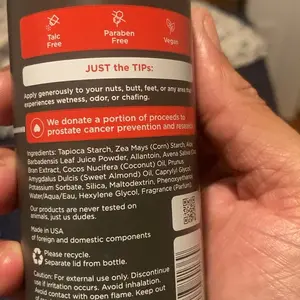 Talc
Free
Paraben
Free
Vegan
JUST the TIPs:
Apply generously to your nuts, butt, feet, or any area that
experiences wetness, odor, or chafing.
We donate a portion of proceeds to
prostate cancer prevention and research
Ingredients: Tapioca Starch, Zea Mays (Corn) Starch,
Barbadensis Leaf Juice Powder, Allantoin, Avena Sativa
Bran Extract, Cocos Nucifera (Coconut) Oil, Prunus
Amygdalus Dulcis (Sweet Almond) Oil, Caprylyl Glycol,
Potassium Sorbate, Silica, Maltodextrin, Phenoxyethanol,
Water/Aqua/Eau, Hexylene Glycol, Fragrance (Parfum)
Our products are never tested on
animals, just us dudes.
Made in USA
of foreign and domestic components
Please recycle.
Separate lid from bottle.
Caution: For external use only. Discontinue
use if irritation occurs. Avoid inhalation.
Avoid contact with open flame. Keep out